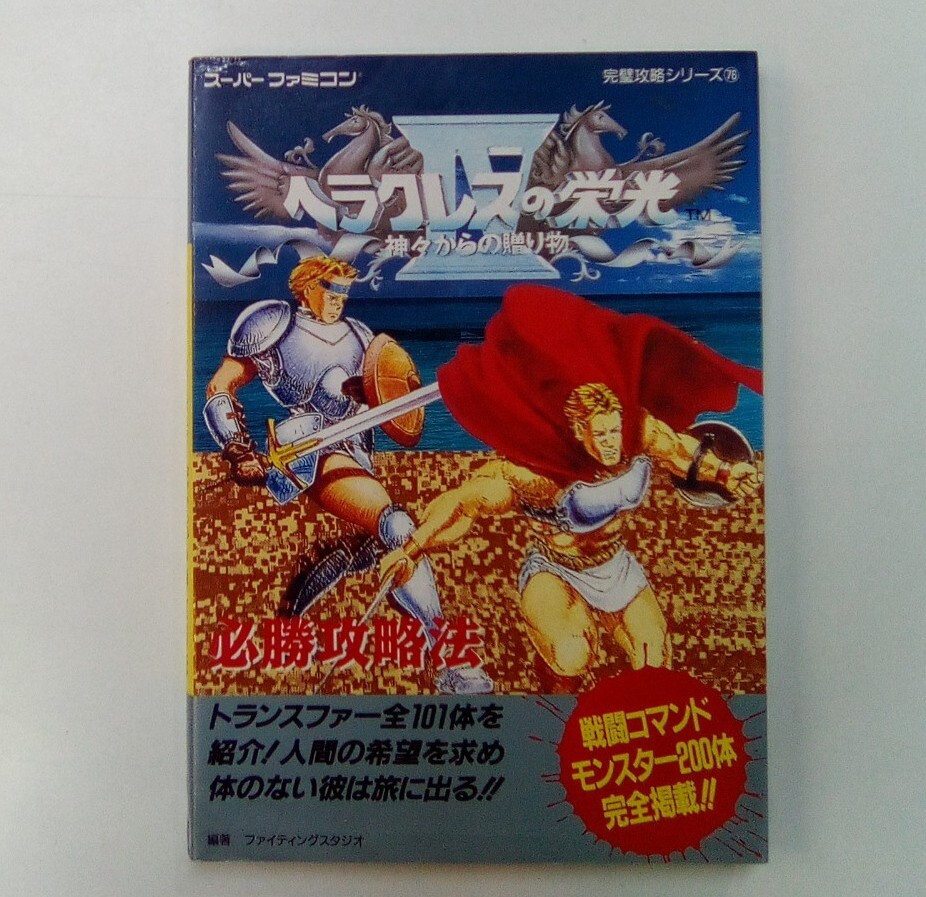 スーパーファミコン
完璧攻略シリーズ76
IV
ヘラクレスの栄光
TM
神々からの贈り物
必勝攻略法
トランスファー全101体を
紹介!人間の希望を求め
体のない彼は旅に出る!!
戦闘コマンド
モンスター200体
完全掲載!!
編著 ファイティングスタジオ